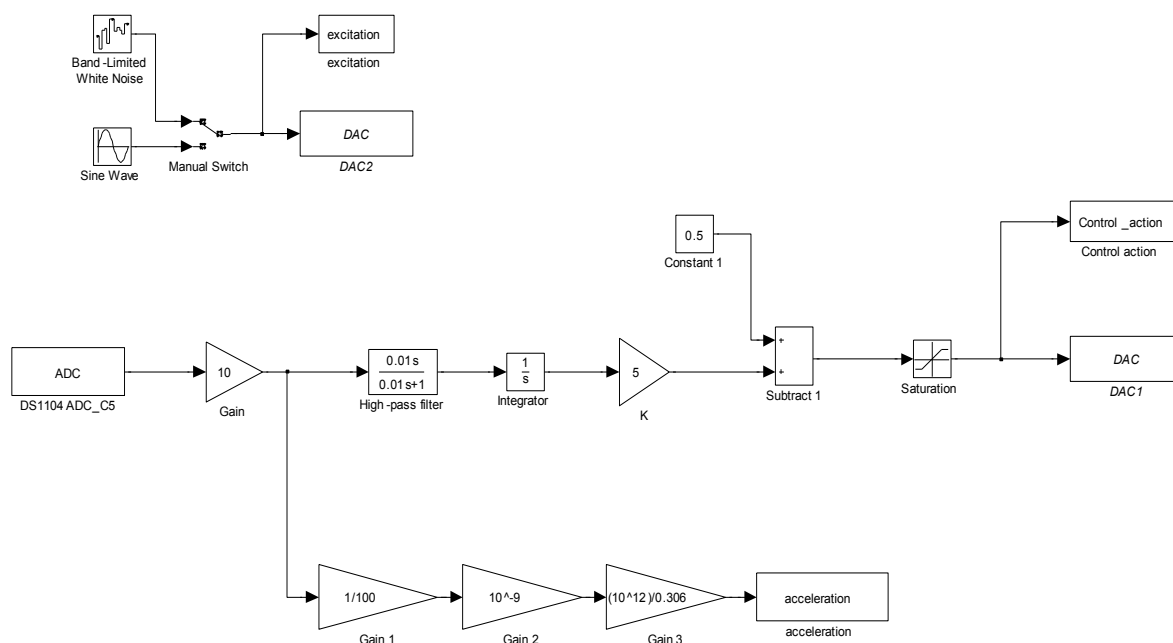 excitation
Band -Limited
White Noise
excitation
DAC
Manual Switch
DAC2
Sine Wave
0.5
Constant 1
Control _action
Control action
+
ADC
10
0.01s
0.01s+1
1
s
5
+
DAC
DS1104 ADC_C5
Gain
High -pass filter
Integrator
K
Subtract 1
Saturation
DAC1
1/100
10^-9
(10^12)/0.306
acceleration
Gain 1
Gain 2
Gain 3
acceleration